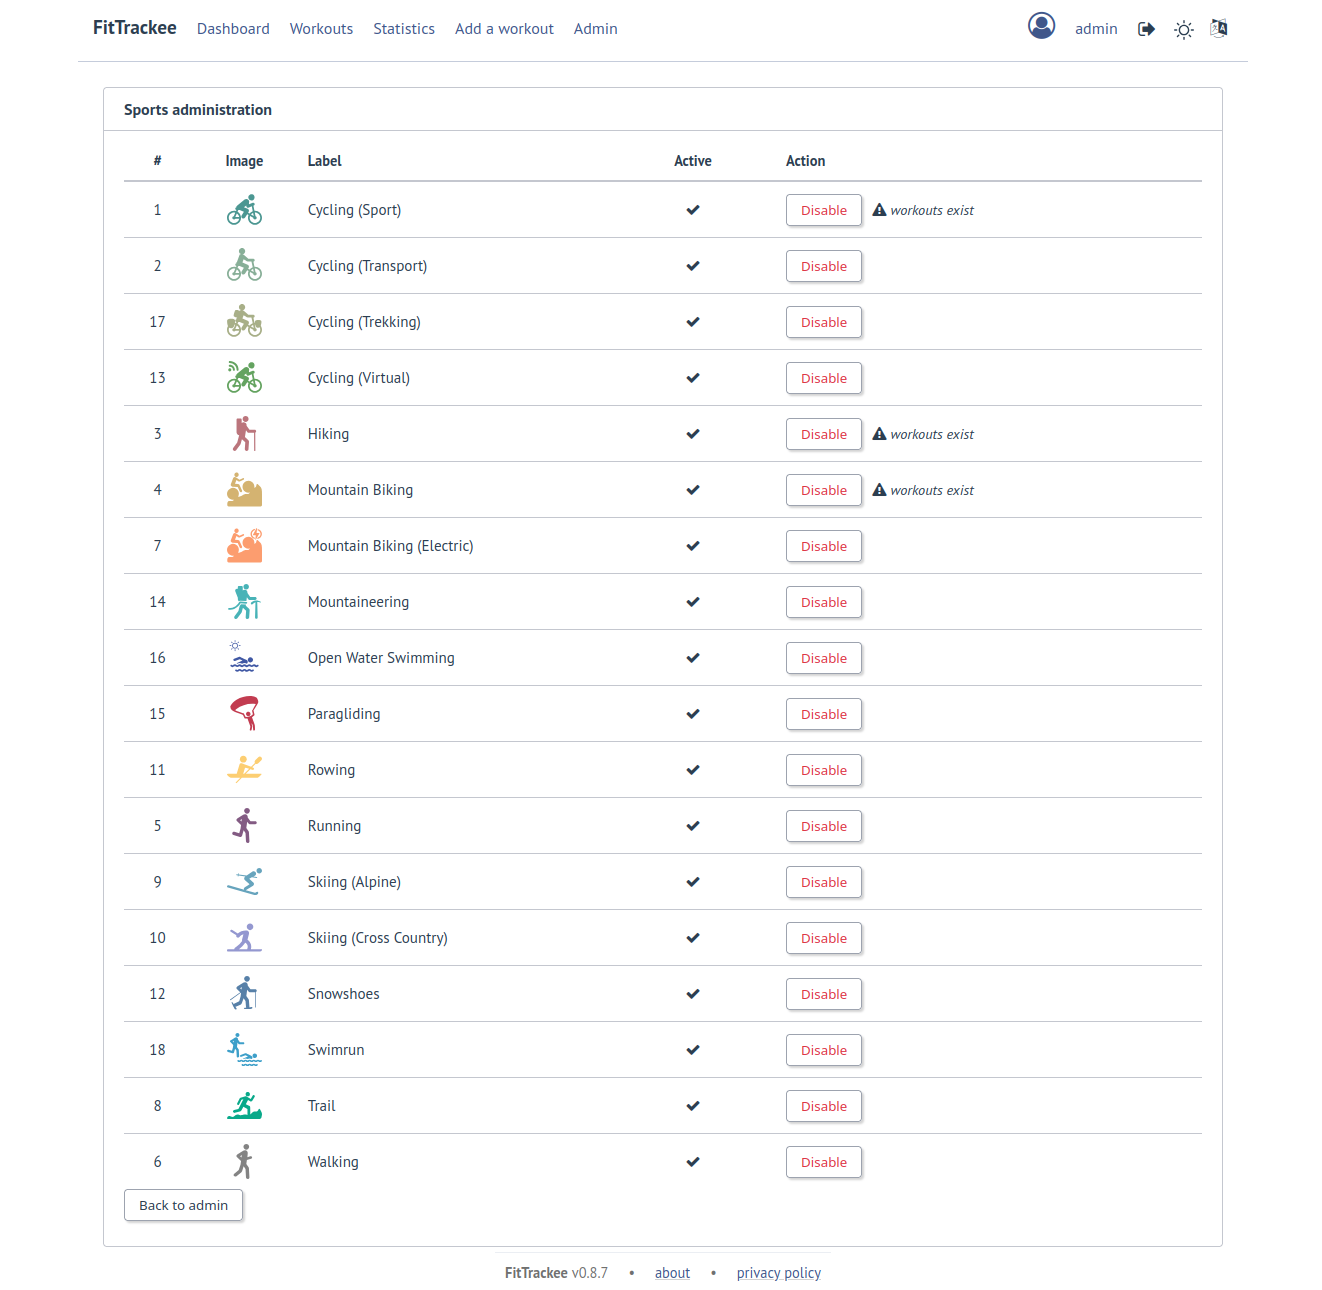 FitTrackee Dashboard Workouts Statistics Add a workout Admin admin
Sports administration
# Image Label Active Action
1 Cycling (Sport) Disable workouts exist
2 Cycling (Transport) Disable
17 Cycling (Trekking) Disable
13 Cycling (Virtual) Disable
3 Hiking Disable workouts exist
4 Mountain Biking Disable workouts exist
7 Mountain Biking (Electric) Disable
14 Mountaineering Disable
16 Open Water Swimming Disable
15 Paragliding Disable
11 Rowing Disable
5 Running Disable
9 Skiing (Alpine) Disable
10 Skiing (Cross Country) Disable
12 Snowshoes Disable
18 Swimrun Disable
8 Trail Disable
6 Walking Disable
Back to admin
FitTrackee v0.8.7 • about • privacy policy